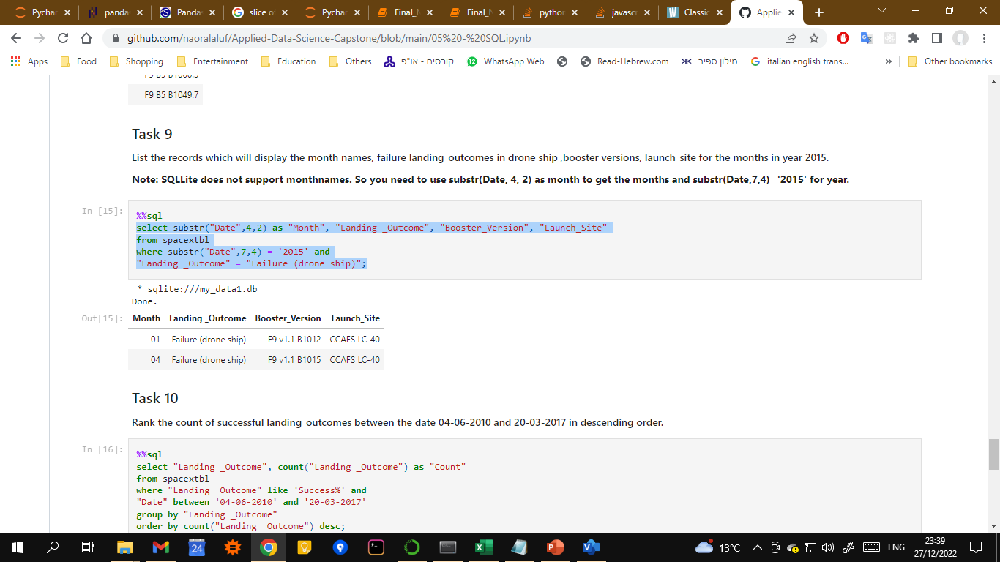 Pychar
panda
Panda
slice o
Pychar
Final_N
Final_N
python
javascr
Classic
Applie
github.com/naoralaluf/Applied-Data-Science-Capstone/blob/main/05%20-%20SQL.ipynb
Apps
Food
Shopping
Entertainment
Education
Others
קורסים - או"פ
12 WhatsApp Web
Read-Hebrew.com
מילון ספיר
italian english trans...
»
Other bookmarks
F9 B5 B1049.7
Task 9
List the records which will display the month names, failure landing_outcomes in drone ship ,booster versions, launch_site for the months in year 2015.
Note: SQLLite does not support monthnames. So you need to use substr(Date, 4, 2) as month to get the months and substr(Date,7,4)='2015' for year.
In [15]:
%%sql
select substr("Date",4,2) as "Month", "Landing _Outcome", "Booster_Version", "Launch_Site"
from spacextbl
where substr("Date",7,4) = '2015' and
"Landing _Outcome" = "Failure (drone ship)";
* sqlite:///my_data1.db
Done.
Out[15]:
Month Landing _Outcome Booster_Version Launch_Site
01 Failure (drone ship) F9 v1.1 B1012 CCAFS LC-40
04 Failure (drone ship) F9 v1.1 B1015 CCAFS LC-40
Task 10
Rank the count of successful landing_outcomes between the date 04-06-2010 and 20-03-2017 in descending order.
In [16]:
%%sql
select "Landing _Outcome", count("Landing _Outcome") as "Count"
from spacextbl
where "Landing _Outcome" like 'Success%' and
"Date" between '04-06-2010' and '20-03-2017'
group by "Landing _Outcome"
order by count("Landing _Outcome") desc;
24
13°C
ENG
23:39
27/12/2022